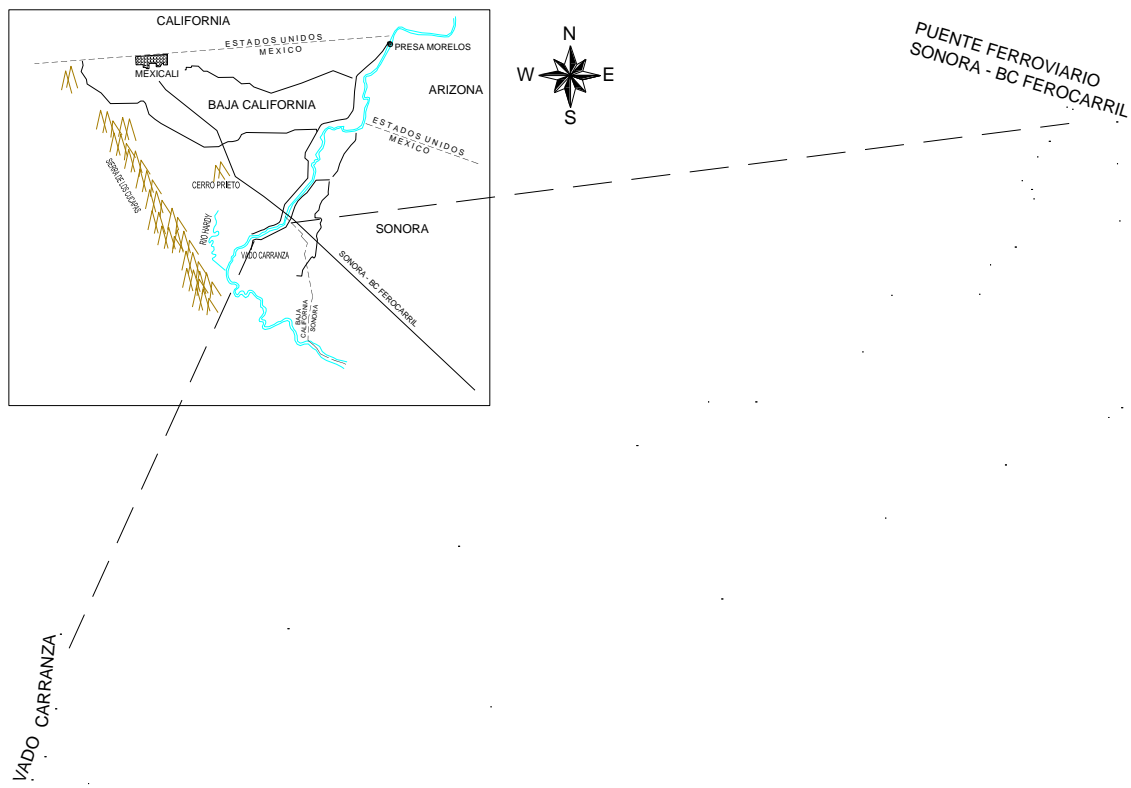 CALIFORNIA
ESTADOS UNIDOS
MEXICO
PRESA MORELOS
MEXICALI
BAJA CALIFORNIA
ARIZONA
ESTADOS UNIDOS
MEXICO
SERRA DE LOS CUCAPAS
CERRO PRIETO
RIO HARDY
SONORA
VADO CARRANZA
SONORA - BC FEROCARRIL
BAJA
CALIFORNIA
SONORA
N
W E
S
PUENTE FERROVIARIO
SONORA - BC FEROCARRIL
VADO CARRANZA